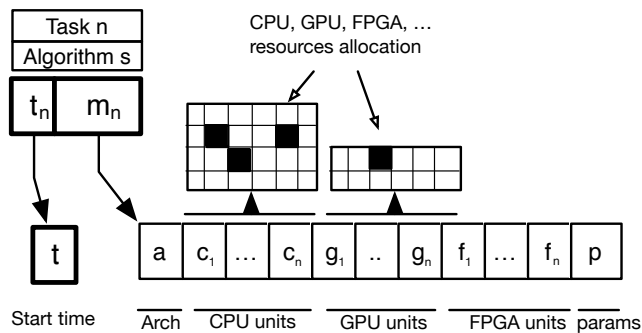 Task n
Algorithm s
CPU, GPU, FPGA, ...
resources allocation
tn mn
t
a c1 ... cn g1 .. gn f1 ... fn p
Start time
Arch CPU units GPU units FPGA units params